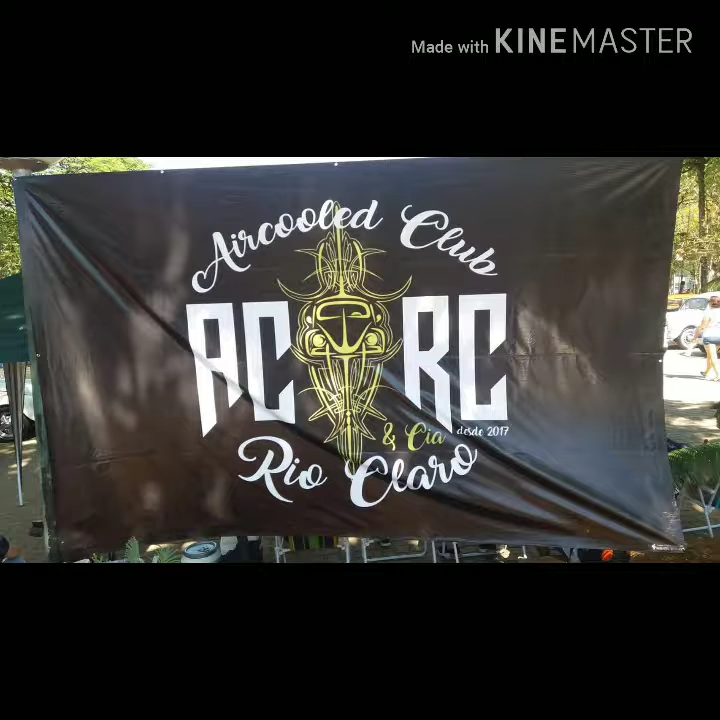 Made with KINEMASTER
Aircooled Club
AC RC
& Cia desde 2017
Rio Claro